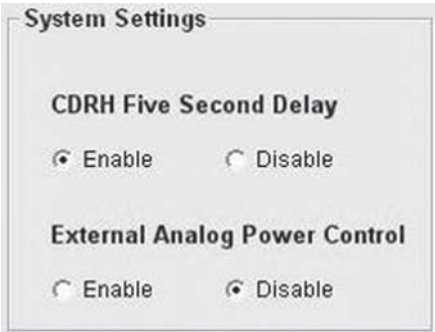 System Settings
CDRH Five Second Delay
Enable Disable
External Analog Power Control
Enable Disable